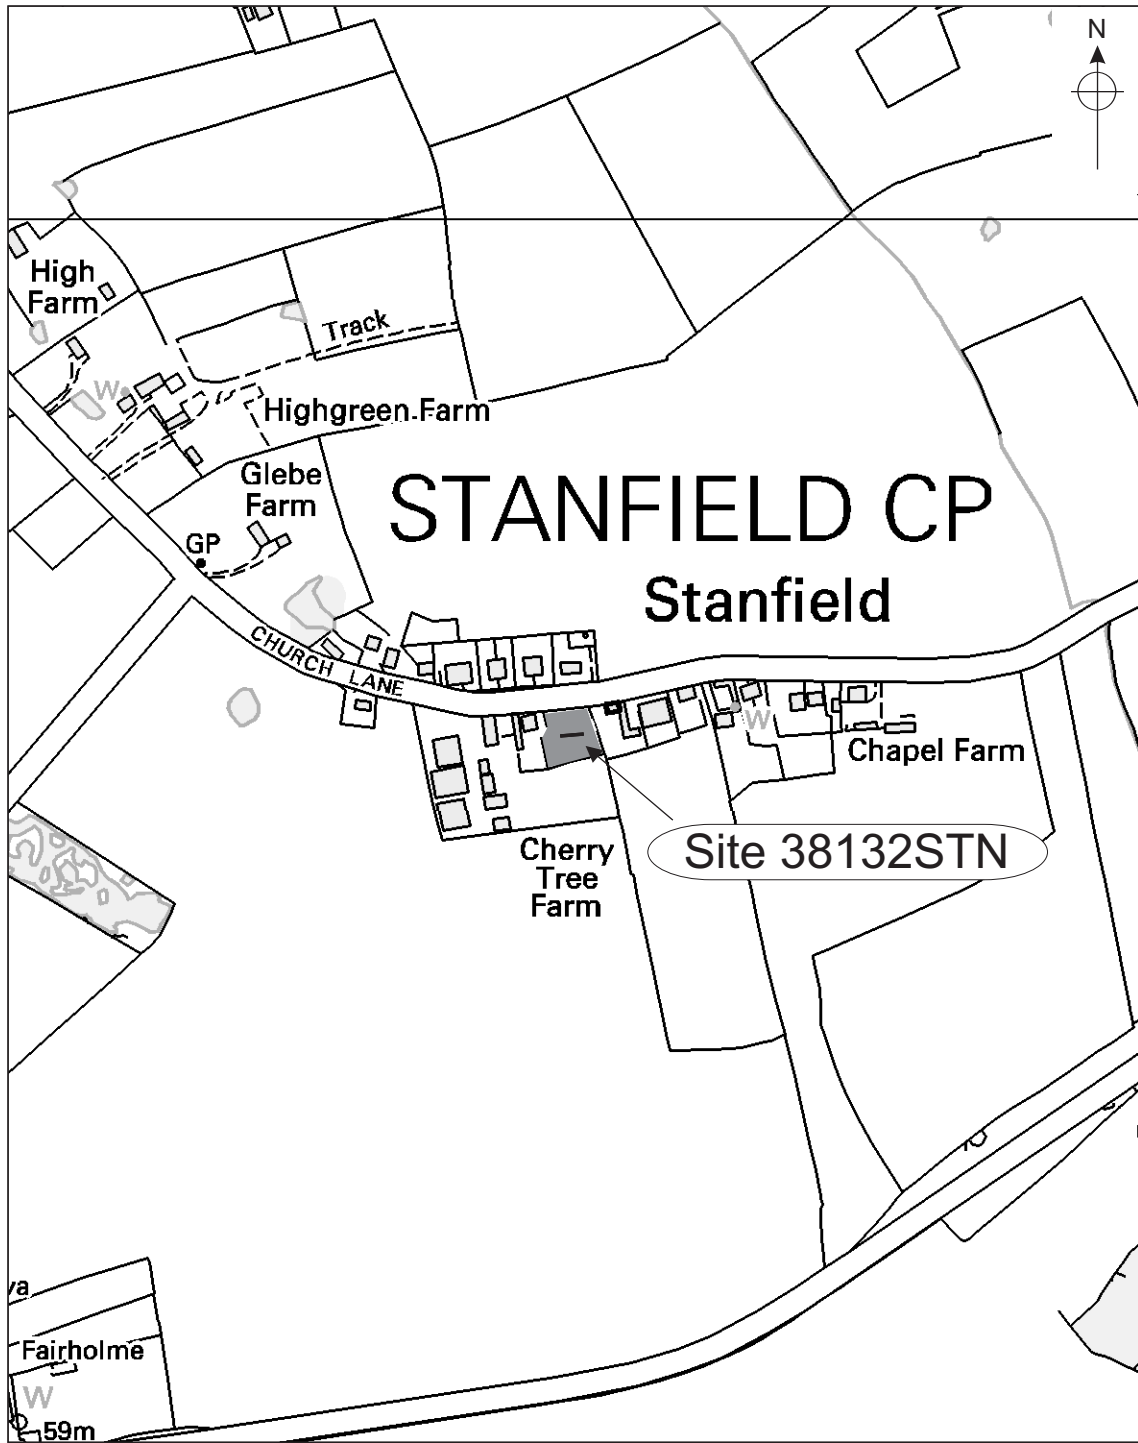 N
High
Farm
Track
W
Highgreen Farm
Glebe
Farm
STANFIELD CP
GP
Stanfield
CHURCH LANE
W
Chapel Farm
Site 38132STN
Cherry
Tree
Farm
va
Fairholme
W
59m